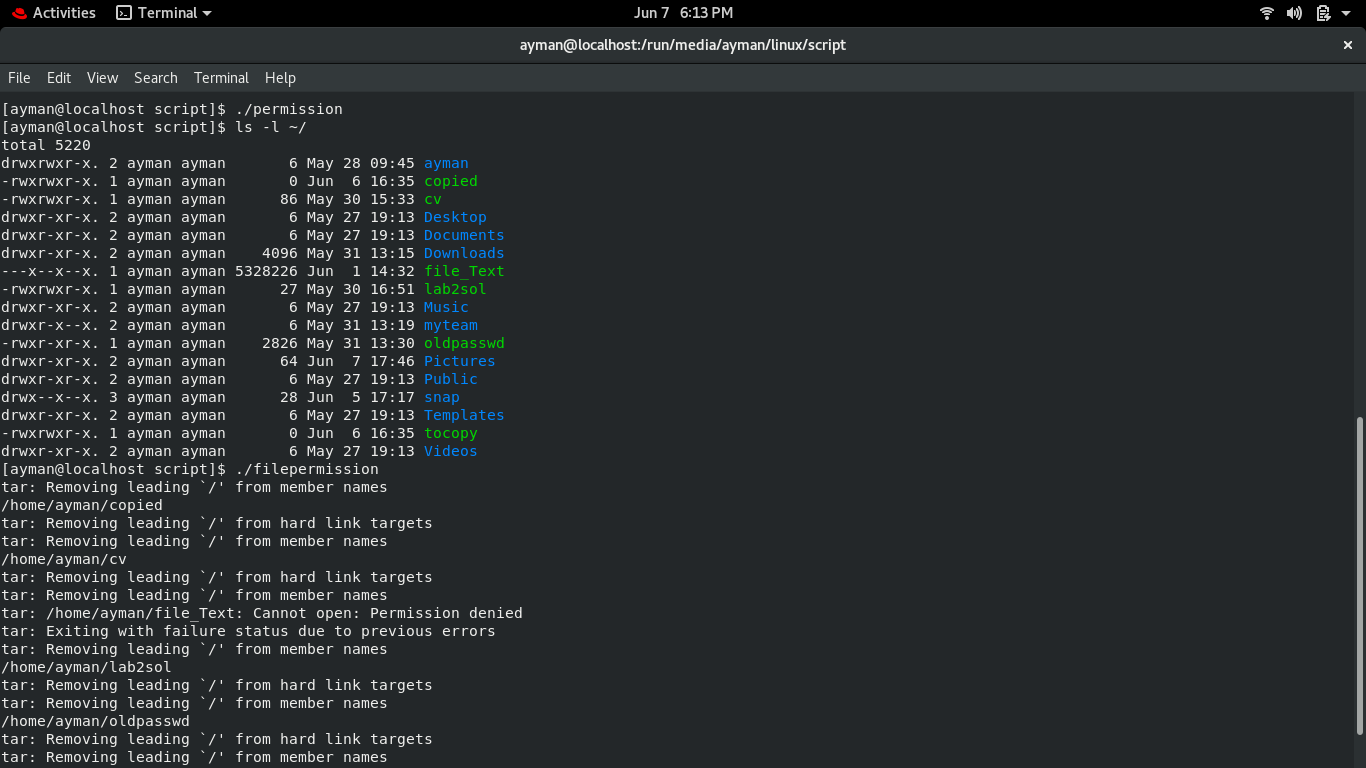 Activities Terminal Jun 7 6:13 PM
ayman@localhost:/run/media/ayman/linux/script ×
File Edit View Search Terminal Help
[ayman@localhost script]$ ./permission
[ayman@localhost script]$ ls -l ~/
total 5220
drwxrwxr-x. 2 ayman ayman       6 May 28 09:45 ayman
-rwxrwxr-x. 1 ayman ayman       0 Jun  6 16:35 copied
-rwxrwxr-x. 1 ayman ayman      86 May 30 15:33 cv
drwxr-xr-x. 2 ayman ayman       6 May 27 19:13 Desktop
drwxr-xr-x. 2 ayman ayman       6 May 27 19:13 Documents
drwxr-xr-x. 2 ayman ayman    4096 May 31 13:15 Downloads
---x--x--x. 1 ayman ayman 5328226 Jun  1 14:32 file_Text
-rwxrwxr-x. 1 ayman ayman      27 May 30 16:51 lab2sol
drwxr-xr-x. 2 ayman ayman       6 May 27 19:13 Music
drwxr-x--x. 2 ayman ayman       6 May 31 13:19 myteam
-rwxr-xr-x. 1 ayman ayman    2826 May 31 13:30 oldpasswd
drwxr-xr-x. 2 ayman ayman      64 Jun  7 17:46 Pictures
drwxr-xr-x. 2 ayman ayman       6 May 27 19:13 Public
drwx--x--x. 3 ayman ayman      28 Jun  5 17:17 snap
drwxr-xr-x. 2 ayman ayman       6 May 27 19:13 Templates
-rwxrwxr-x. 1 ayman ayman       0 Jun  6 16:35 tocopy
drwxr-xr-x. 2 ayman ayman       6 May 27 19:13 Videos
[ayman@localhost script]$ ./filepermission
tar: Removing leading `/' from member names
/home/ayman/copied
tar: Removing leading `/' from hard link targets
tar: Removing leading `/' from member names
/home/ayman/cv
tar: Removing leading `/' from hard link targets
tar: Removing leading `/' from member names
tar: /home/ayman/file_Text: Cannot open: Permission denied
tar: Exiting with failure status due to previous errors
tar: Removing leading `/' from member names
/home/ayman/lab2sol
tar: Removing leading `/' from hard link targets
tar: Removing leading `/' from member names
/home/ayman/oldpasswd
tar: Removing leading `/' from hard link targets
tar: Removing leading `/' from member names